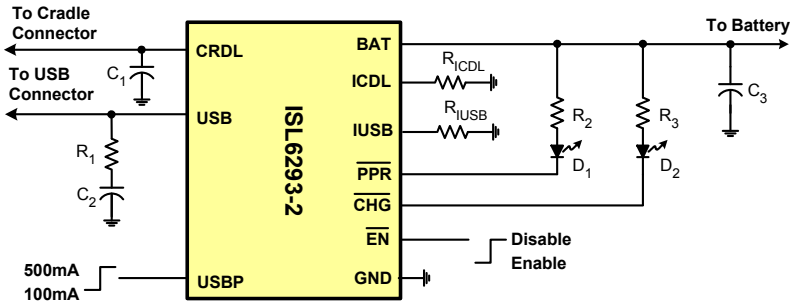 To Cradle
Connector
To USB
Connector
C1
R1
C2
500mA
100mA
CRDL
USB
USBP
ISL6293-2
BAT
ICDL
IUSB
PPR
CHG
EN
GND
RICDL
RIUSB
R2
D1
R3
D2
C3
To Battery
Disable
Enable